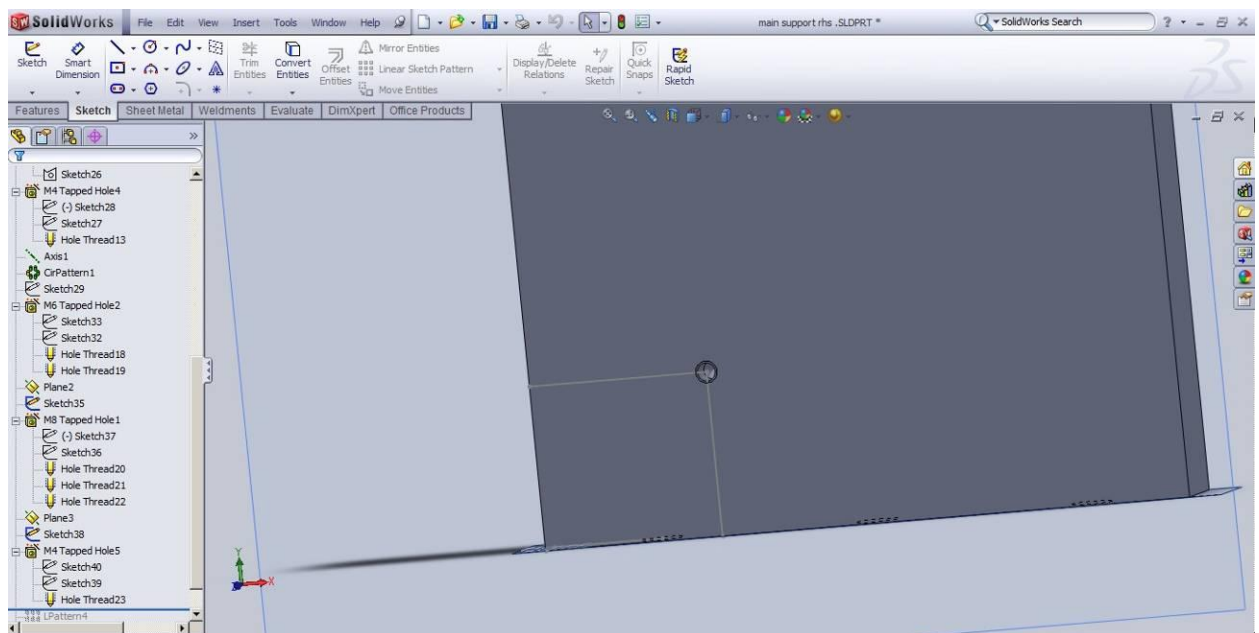 SolidWorks File Edit View Insert Tools Window Help main support rhs .SLDPRT * SolidWorks Search ?
Sketch Smart Dimension Trim Entities Convert Entities Offset Entities Mirror Entities Linear Sketch Pattern Move Entities Display/Delete Relations Repair Sketch Quick Snaps Rapid Sketch
Features Sketch Sheet Metal Weldments Evaluate DimXpert Office Products
Sketch26
M4 Tapped Hole4
(-) Sketch28
Sketch27
Hole Thread13
Axis1
CirPattern1
Sketch29
M6 Tapped Hole2
Sketch33
Sketch32
Hole Thread18
Hole Thread19
Plane2
Sketch35
M8 Tapped Hole1
(-) Sketch37
Sketch36
Hole Thread20
Hole Thread21
Hole Thread22
Plane3
Sketch38
M4 Tapped Hole5
Sketch40
Sketch39
Hole Thread23
LPattern4
Y
X